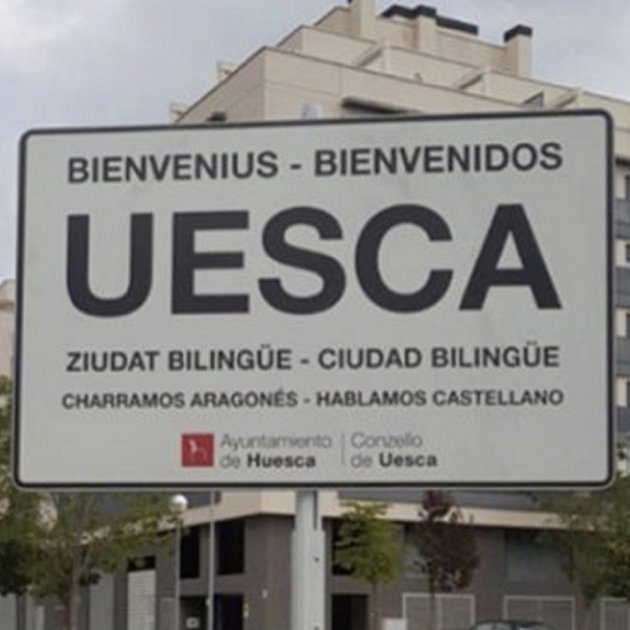 BIENVENIUS - BIENVENIDOS
UESCA
ZIUDAT BILINGÜE - CIUDAD BILINGÜE
CHARRAMOS ARAGONÉS - HABLAMOS CASTELLANO
Ayuntamiento | Conzello
de Huesca | de Uesca